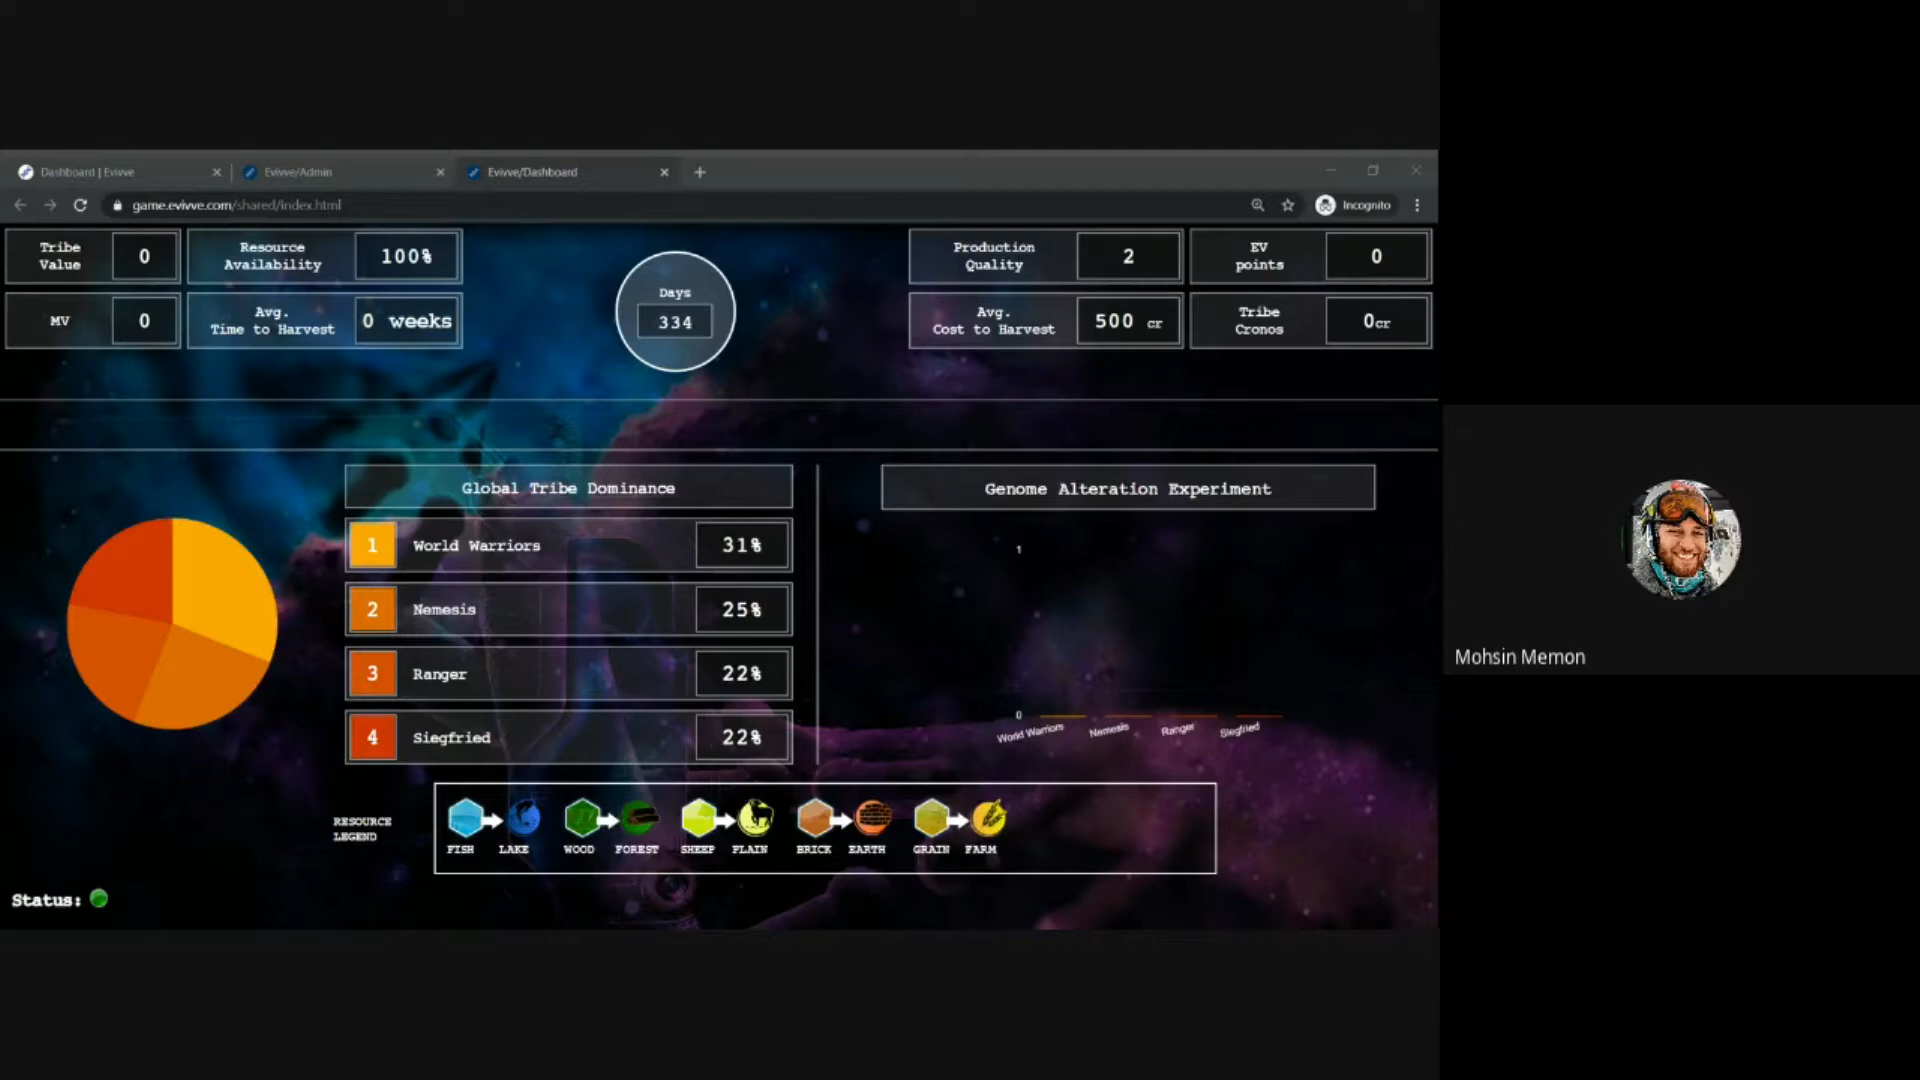 Dashboard | Evivve
Evivve/Admin
Evivve/Dashboard
game.evivve.com/shared/index.html
Incognito
Tribe
Value
0
Resource
Availability
100%
MV
0
Avg.
Time to Harvest
0 weeks
Days
334
Production
Quality
2
EV
points
0
Avg.
Cost to Harvest
500 cr
Tribe
Cronos
0cr
Global Tribe Dominance
1 World Warriors 31%
2 Nemesis 25%
3 Ranger 22%
4 Siegfried 22%
Genome Alteration Experiment
1
0
World Warriors
Nemesis
Ranger
Siegfried
RESOURCE
LEGEND
FISH LAKE WOOD FOREST SHEEP PLAIN BRICK EARTH GRAIN FARM
Status:
Mohsin Memon